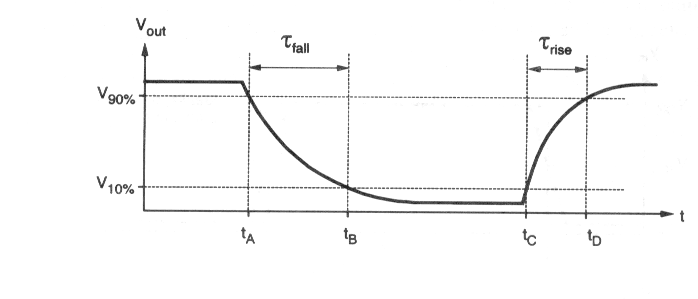 Vout
τfall
τrise
V90%
V10%
t
tA
tB
tC
tD